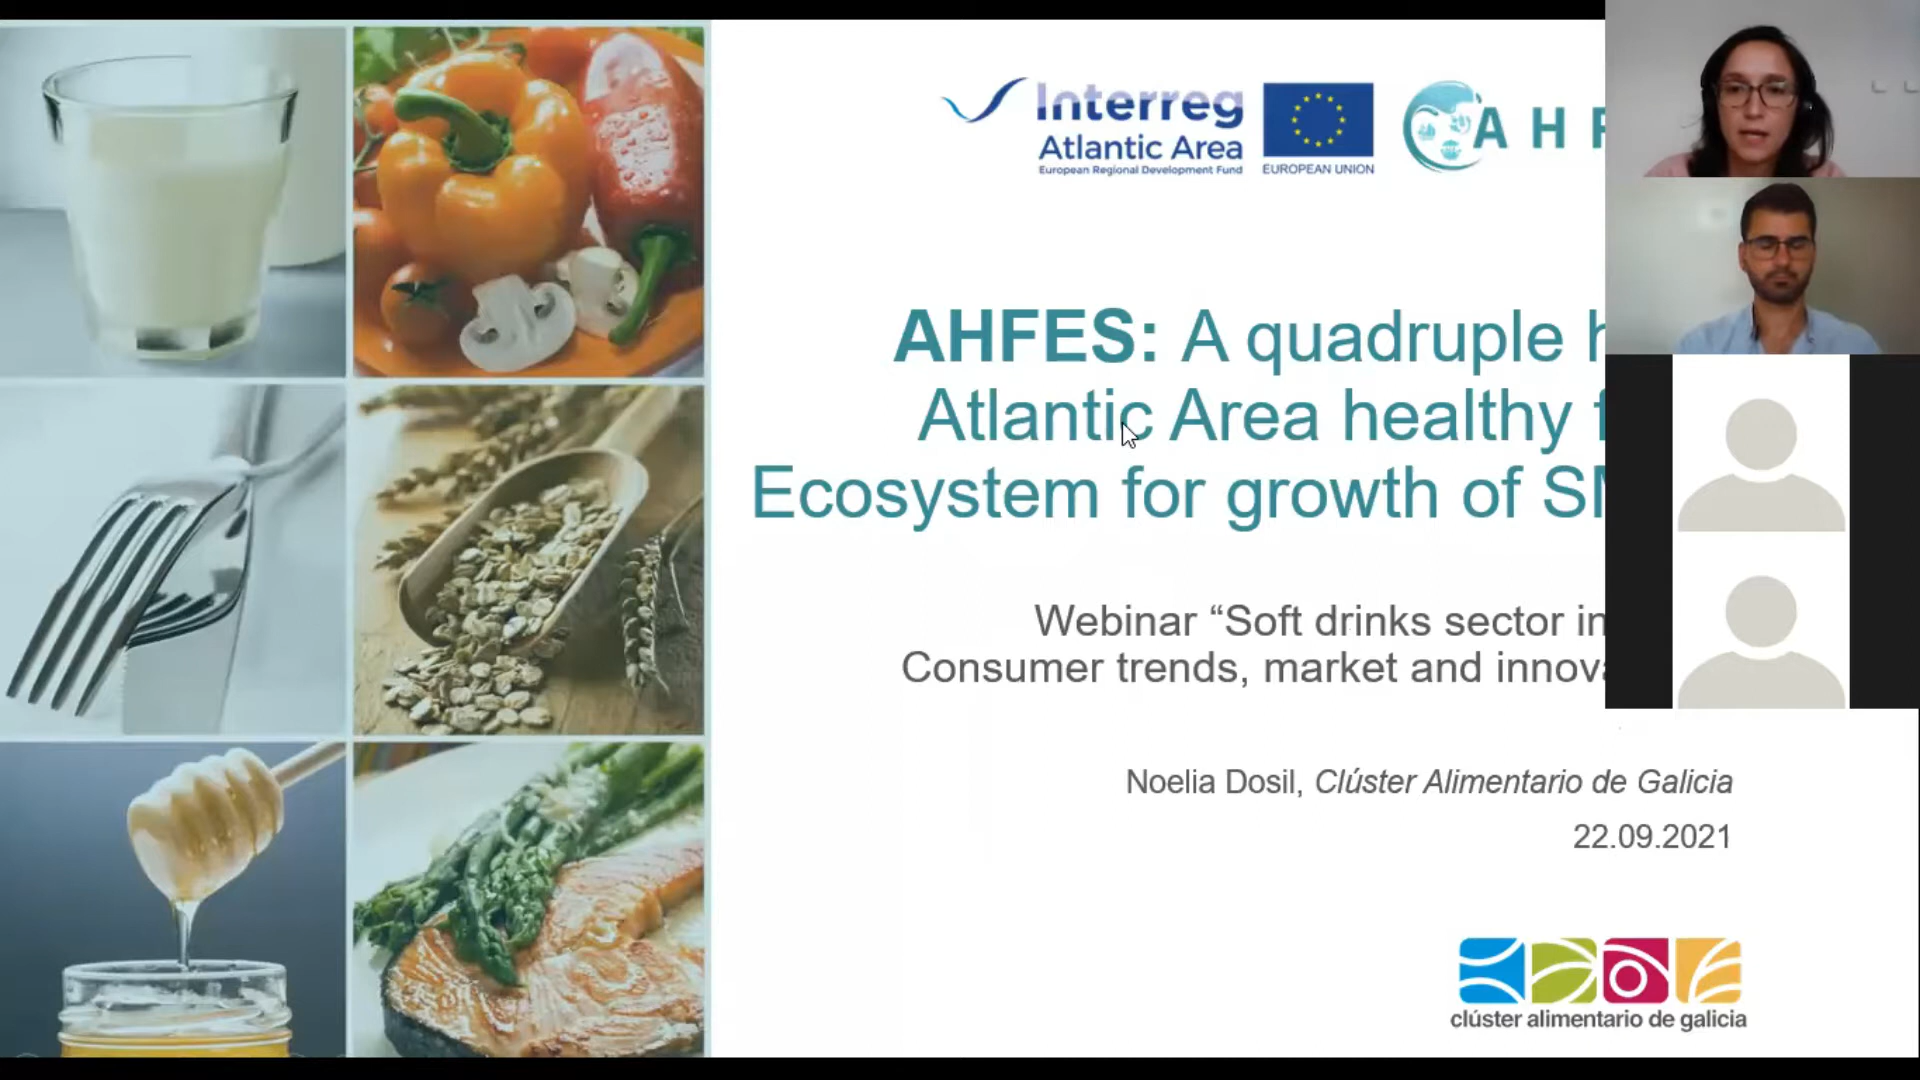 Interreg
Atlantic Area
European Regional Development Fund
EUROPEAN UNION
A H
AHFES: A quadruple
Atlantic Area healthy
Ecosystem for growth of
Webinar “Soft drinks sector in
Consumer trends, market and
Noelia Dosil, Clúster Alimentario de Galicia
22.09.2021
clúster alimentario de galicia